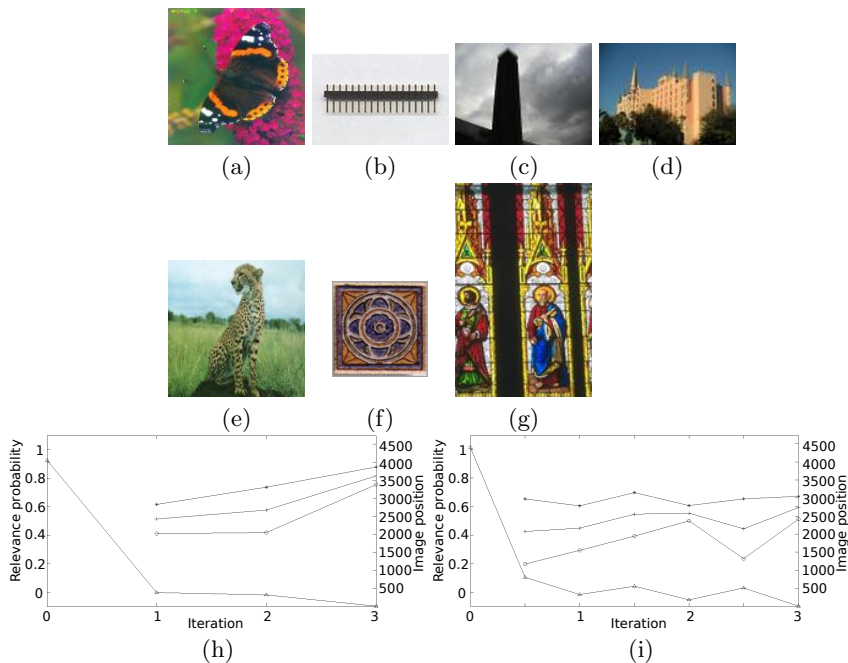 (a) (b) (c) (d)
(e) (f) (g)
1 0.8 0.6 0.4 0.2 0
Relevance probability
4500 4000 3500 3000 2500 2000 1500 1000 500
Image position
0 1 2 3
Iteration
(h)
1 0.8 0.6 0.4 0.2 0
Relevance probability
4500 4000 3500 3000 2500 2000 1500 1000 500
Image position
0 1 2 3
Iteration
(i)